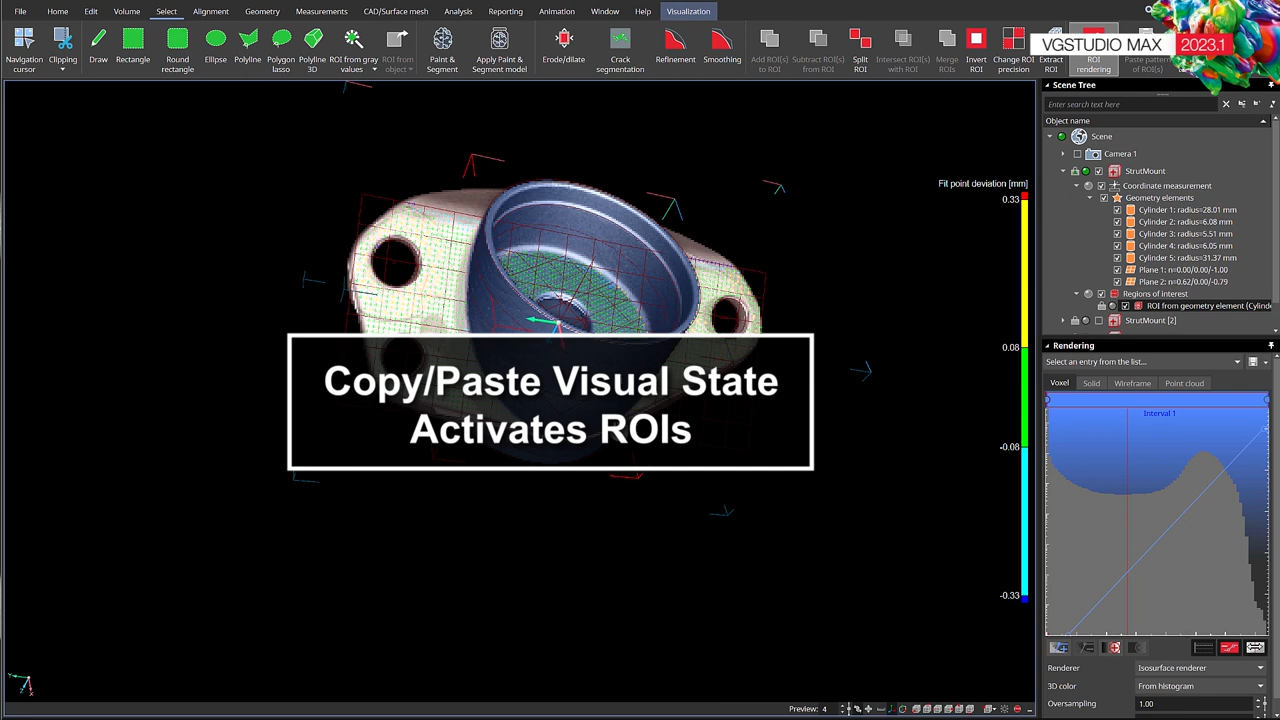 File Home Edit Volume Select Alignment Geometry Measurements CAD/Surface mesh Analysis Reporting Animation Window Help Visualization
VGSTUDIO MAX 2023.1
Navigation cursor
Clipping
Draw
Rectangle
Round rectangle
Ellipse
Polyline
Polygon lasso
Polyline 3D
ROI from gray values
ROI from object
Paint & Segment
Apply Paint & Segment model
Erode/dilate
Crack segmentation
Refinement
Smoothing
Add ROI(s) to ROI
Subtract ROI(s) from ROI
Split ROI
Intersect ROI(s) with ROI
Merge ROIs
Invert ROI
Change ROI precision
Extract ROI
ROI rendering
Scene Tree
Enter search text here
Object name
Scene
Camera 1
StrutMount
Coordinate measurement
Geometry elements
Cylinder 1: radius=28.01 mm
Cylinder 2: radius=6.08 mm
Cylinder 3: radius=5.51 mm
Cylinder 4: radius=6.05 mm
Cylinder 5: radius=31.37 mm
Plane 1: n=0.00/0.00/-1.00
Plane 2: n=0.62/0.00/-0.79
Regions of interest
ROI from geometry element (Cylinde
StrutMount [2]
Fit point deviation [mm]
0.33
0.08
-0.08
-0.33
Copy/Paste Visual State
Activates ROIs
Rendering
Select an entry from the list...
Voxel Solid Wireframe Point cloud
Interval 1
Renderer Isosurface renderer
3D color From histogram
Oversampling 1.00
Preview: 4